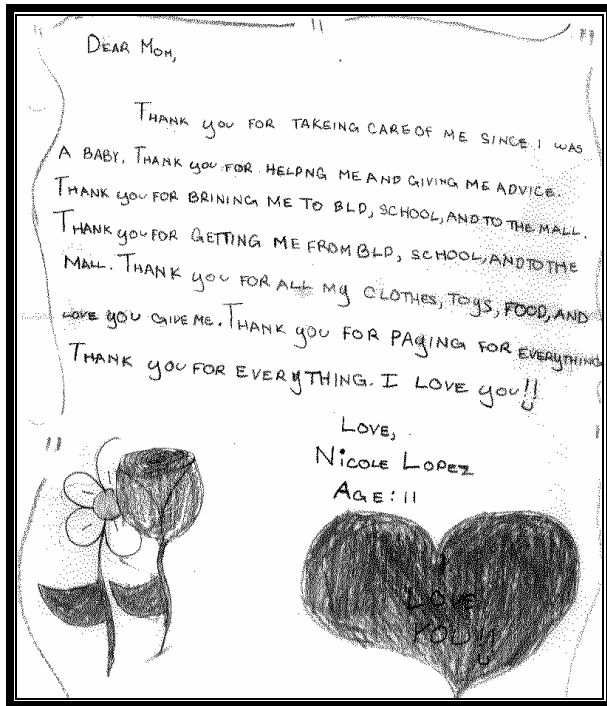 DEAR MOM,
THANK you FOR TAKEING CARE OF ME SINCE I WAS
A BABY. THANK you FOR HELPNG ME AND GIVING ME ADVICE.
THANK you FOR BRINING ME TO BLD, SCHOOL, AND TO THE MALL.
THANK you FOR GETTING ME FROM BLD, SCHOOL, AND TO THE
MALL. THANK you FOR ALL My CLOTHES, Toys, FOOD, AND
LOVE you GIVE ME. THANK you FOR PAyING FOR EVERyTHING
THANK you FOR EVERyTHING. I LOVE you!!
LOVE,
NiCOLE LOPEZ
AGE: 11
LOVE
YOU!!